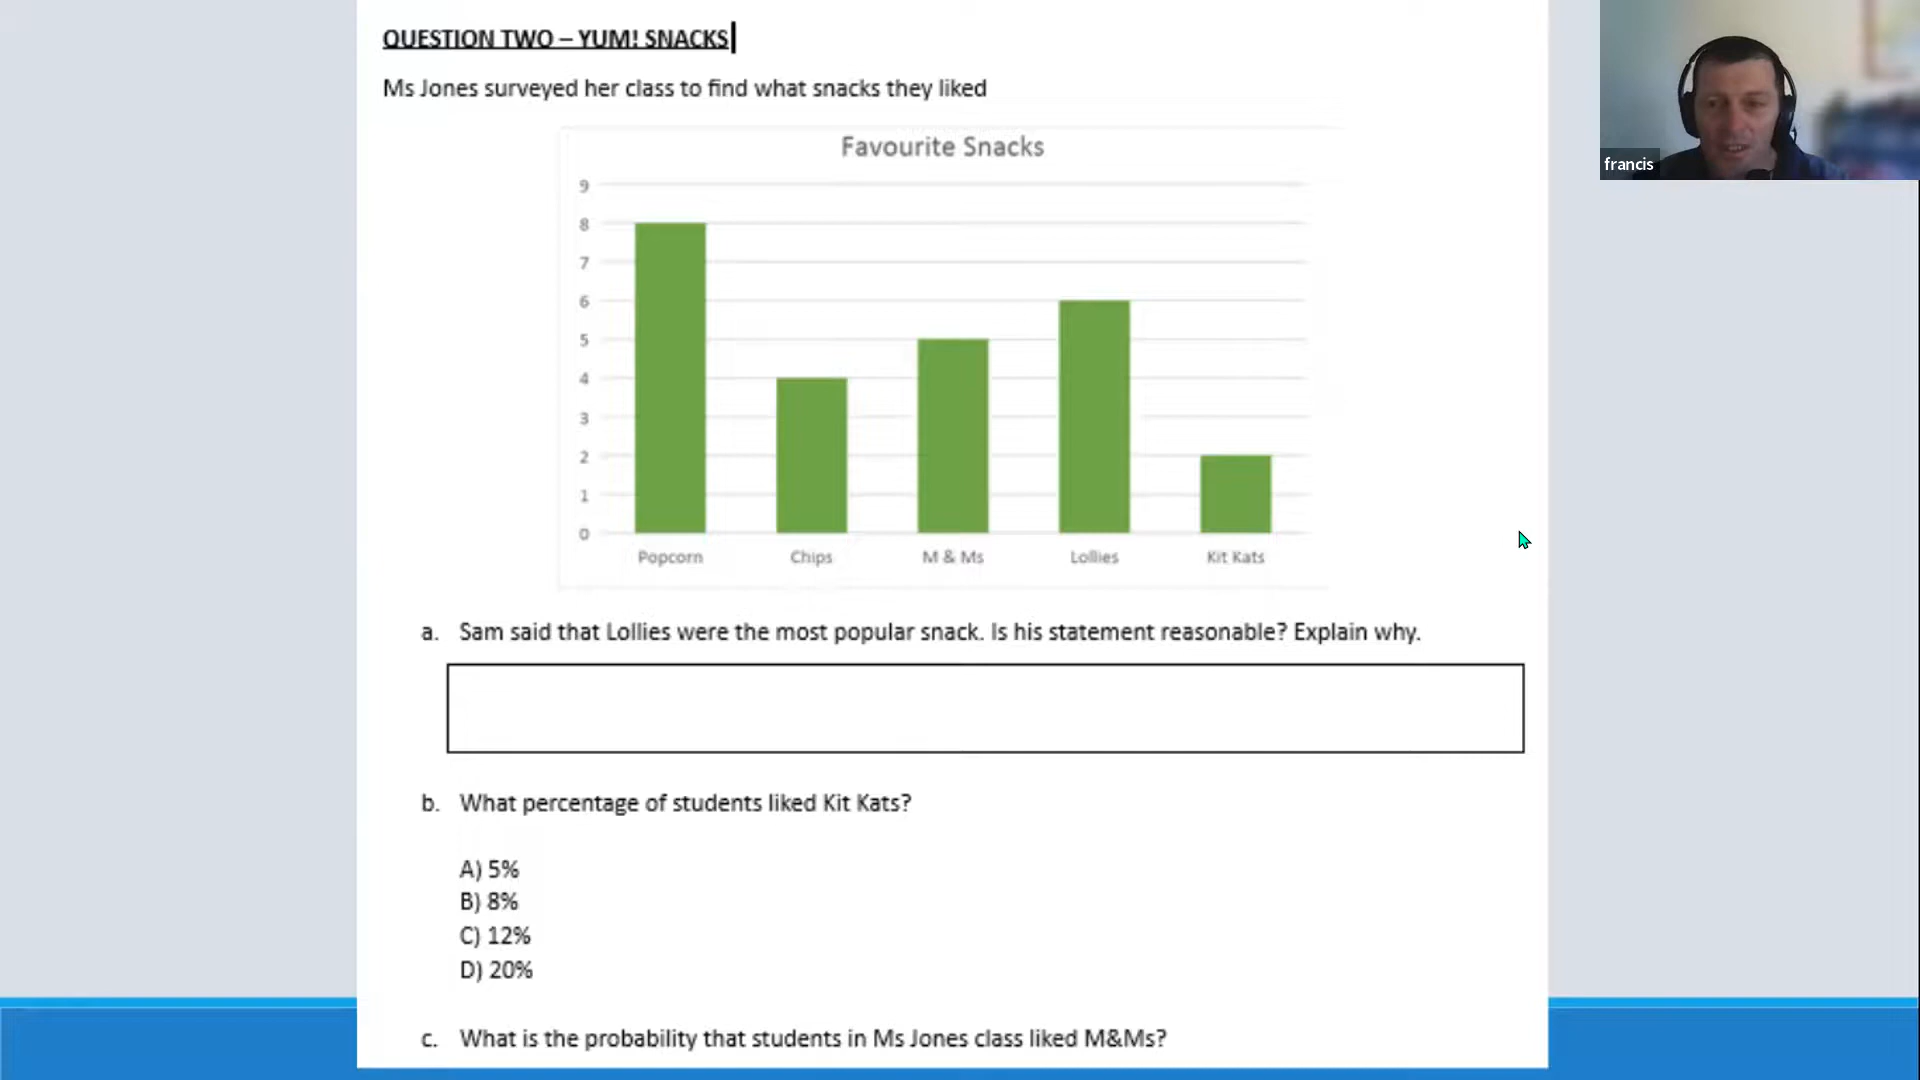 QUESTION TWO – YUM! SNACKS
Ms Jones surveyed her class to find what snacks they liked
Favourite Snacks
9
8
7
6
5
4
3
2
1
0
Popcorn Chips M & Ms Lollies Kit Kats
a. Sam said that Lollies were the most popular snack. Is his statement reasonable? Explain why.
b. What percentage of students liked Kit Kats?
A) 5%
B) 8%
C) 12%
D) 20%
c. What is the probability that students in Ms Jones class liked M&Ms?
francis